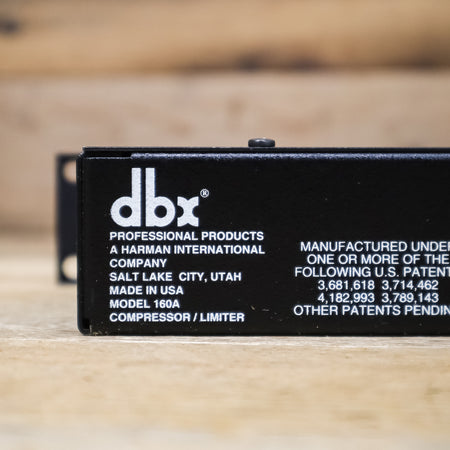 dbx®
PROFESSIONAL PRODUCTS
A HARMAN INTERNATIONAL
COMPANY
SALT LAKE CITY, UTAH
MADE IN USA
MODEL 160A
COMPRESSOR / LIMITER
MANUFACTURED UNDER
ONE OR MORE OF THE
FOLLOWING U.S. PATENT
3,681,618 3,714,462
4,182,993 3,789,143
OTHER PATENTS PENDIN